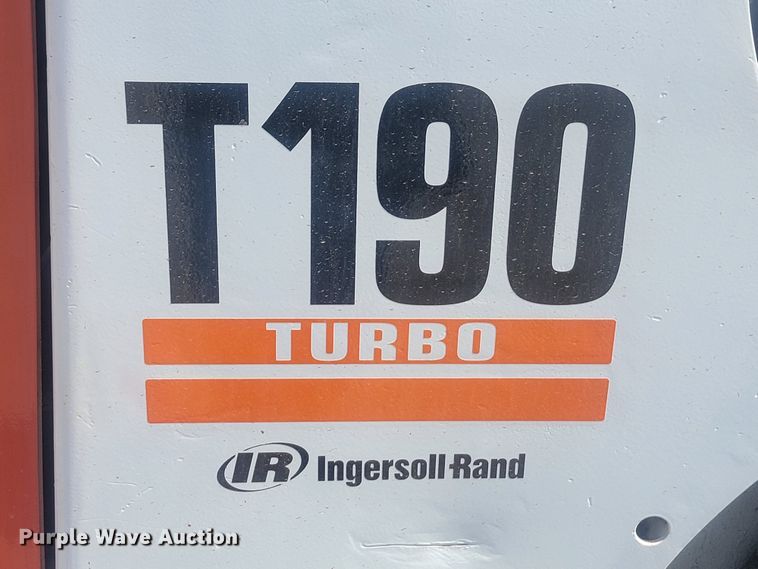 T190
TURBO
IR Ingersoll-Rand
Purple Wave Auction